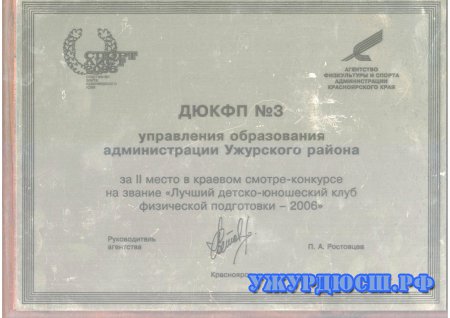 СПОРТ
АГЕНТСТВО
ФИЗКУЛЬТУРЫ И СПОРТА
АДМИНИСТРАЦИИ
КРАСНОЯРСКОГО КРАЯ
ДЮКФП №3
управления образования
администрации Ужурского района
за II место в краевом смотре-конкурсе
на звание «Лучший детско-юношеский клуб
физической подготовки – 2006»
Руководитель
агентства
П. А. Ростовцев
УЖУРДЮСШ.РФ